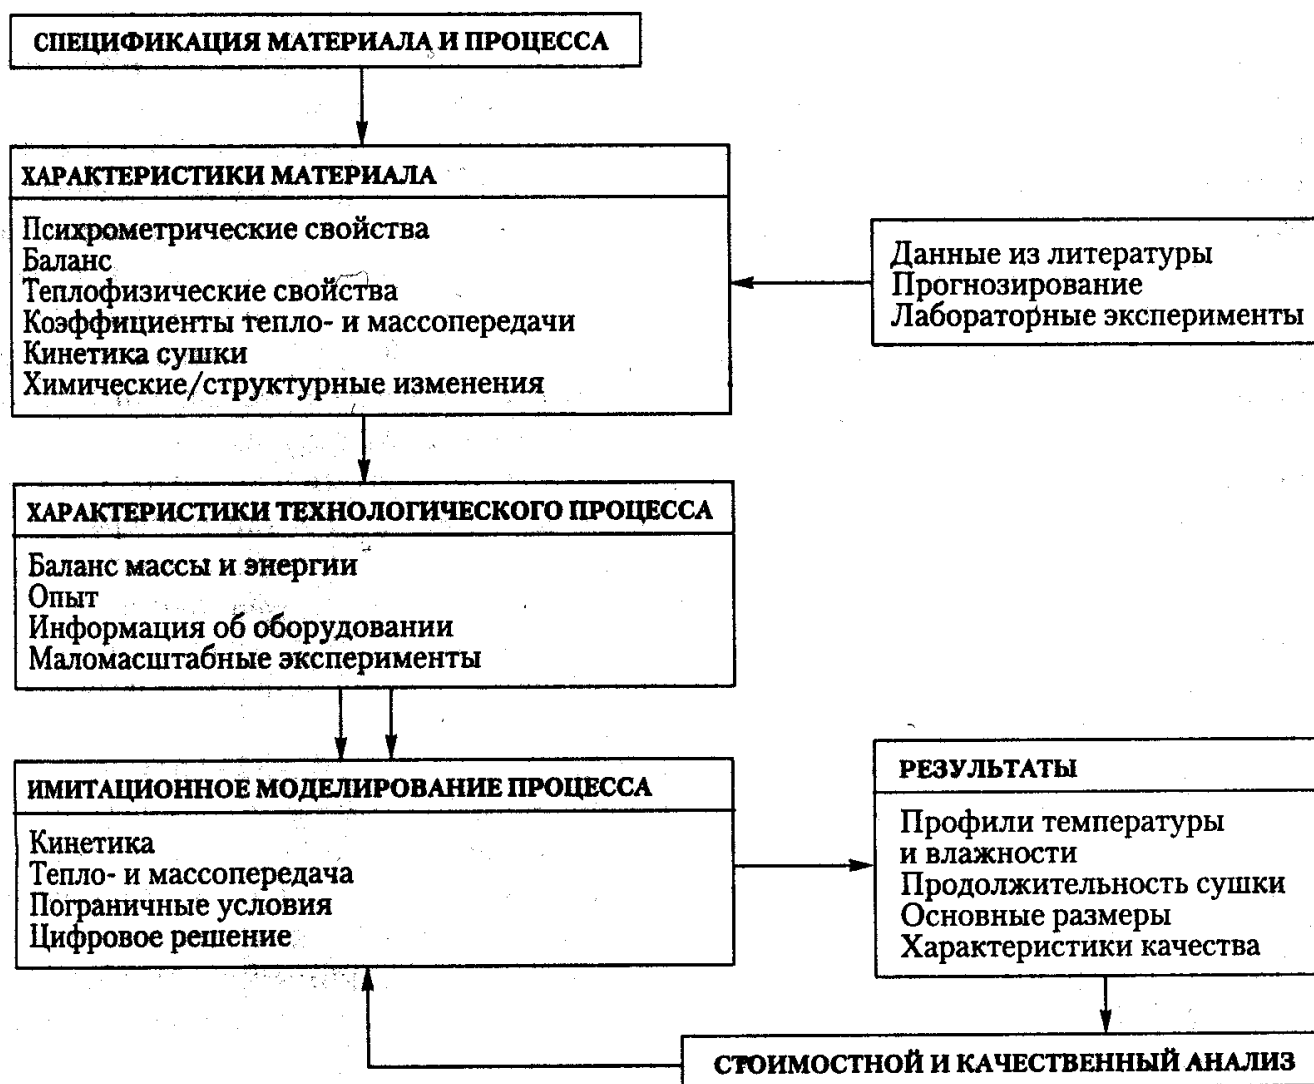 СПЕЦИФИКАЦИЯ МАТЕРИАЛА И ПРОЦЕССА
ХАРАКТЕРИСТИКИ МАТЕРИАЛА
Психрометрические свойства
Баланс
Теплофизические свойства
Коэффициенты тепло- и массопередачи
Кинетика сушки
Химические/структурные изменения
Данные из литературы
Прогнозирование
Лабораторные эксперименты
ХАРАКТЕРИСТИКИ ТЕХНОЛОГИЧЕСКОГО ПРОЦЕССА
Баланс массы и энергии
Опыт
Информация об оборудовании
Маломасштабные эксперименты
ИМИТАЦИОННОЕ МОДЕЛИРОВАНИЕ ПРОЦЕССА
Кинетика
Тепло- и массопередача
Пограничные условия
Цифровое решение
РЕЗУЛЬТАТЫ
Профили температуры
и влажности
Продолжительность сушки
Основные размеры
Характеристики качества
СТОИМОСТНОЙ И КАЧЕСТВЕННЫЙ АНАЛИЗ